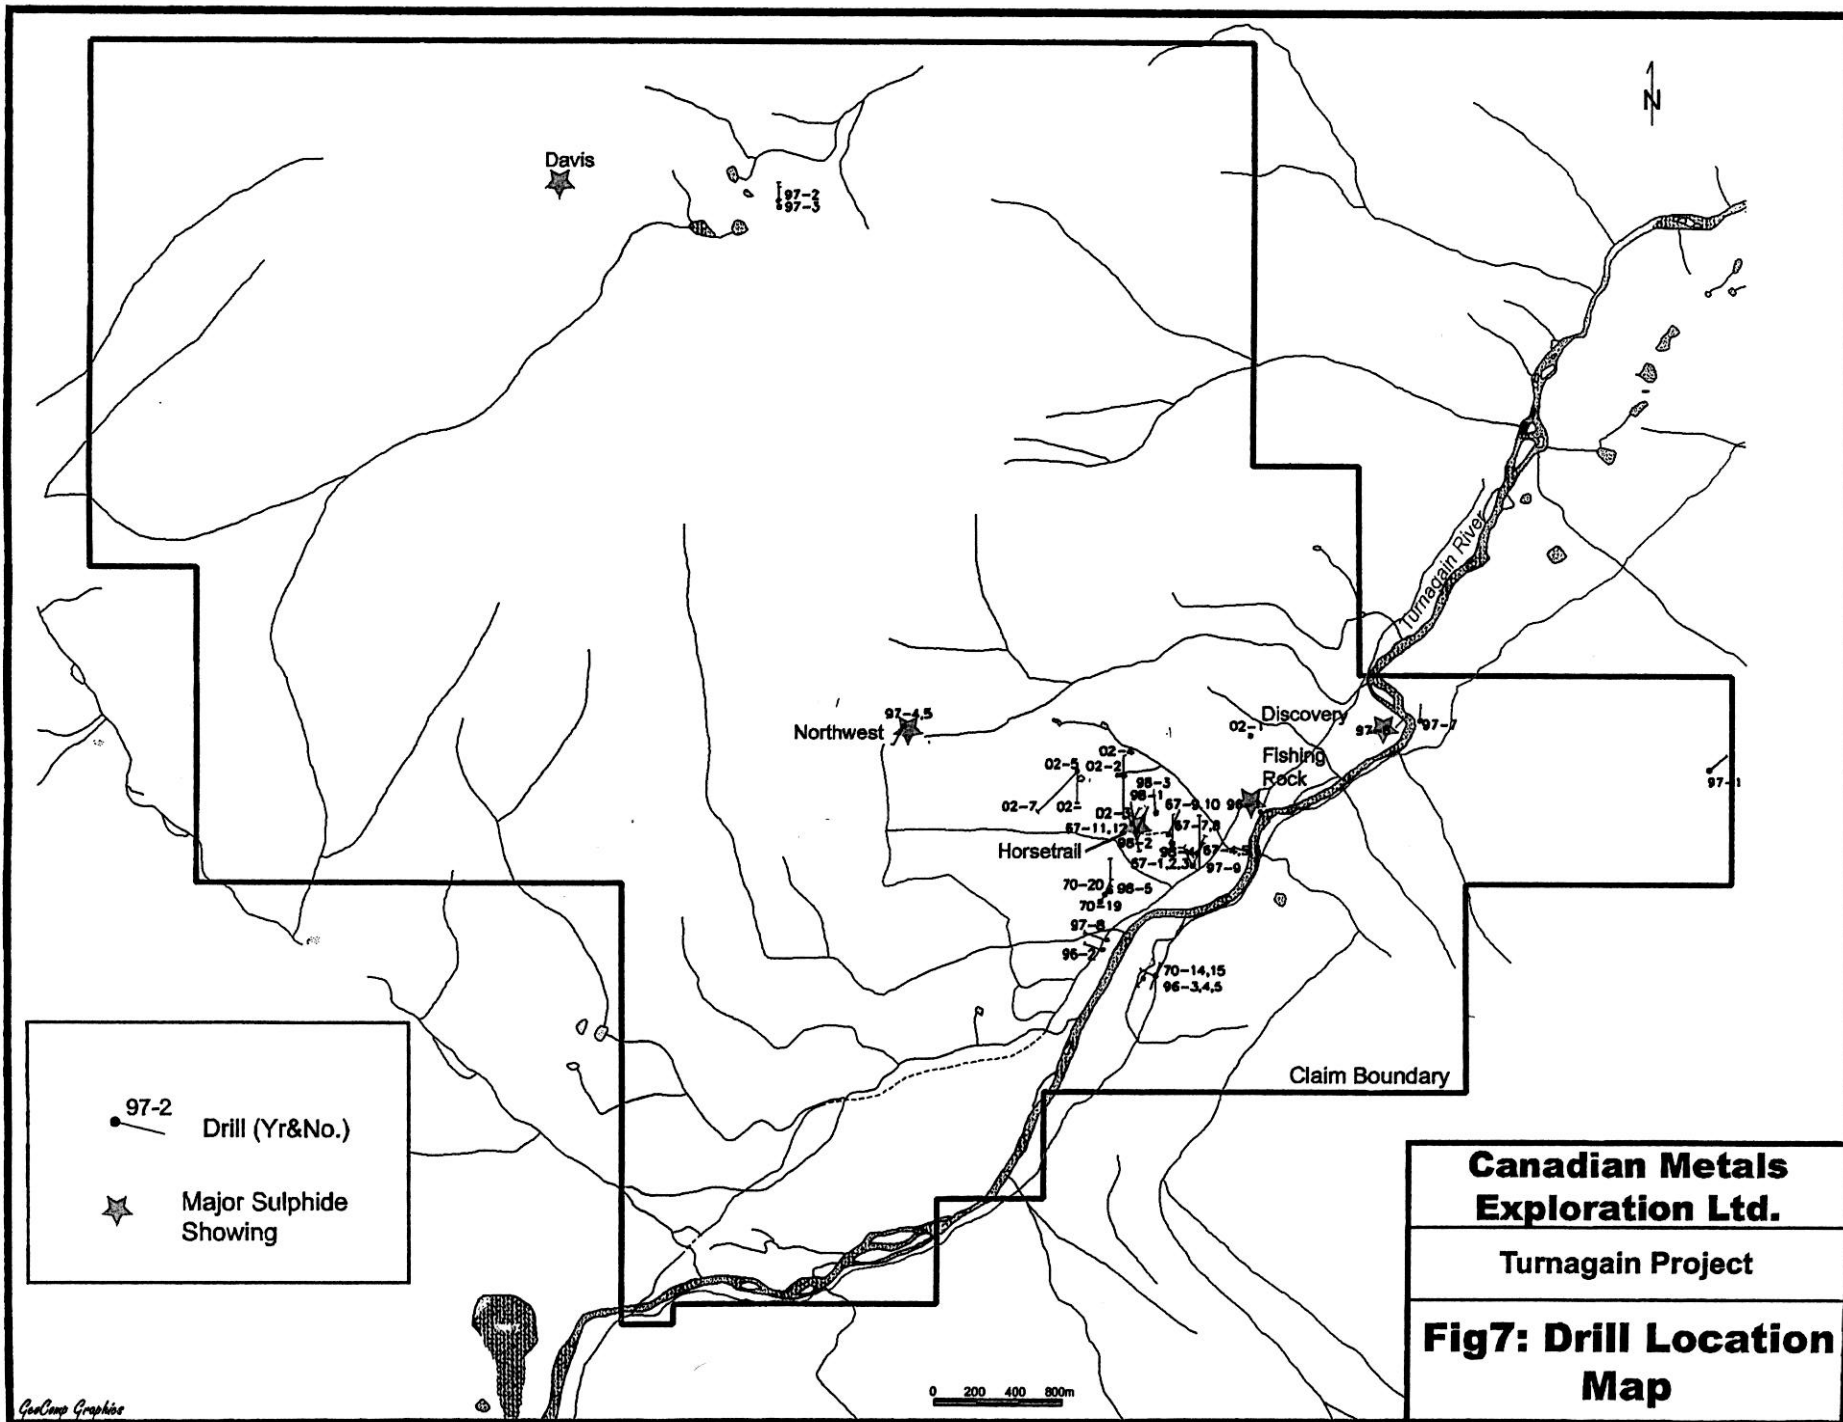 N
Davis
97-2
97-3
Turnagain River
97-4,5
Northwest
Discovery
02-1
97-7
97-1
Fishing
Rock
02-4
02-5
02-2
98-3
98-1
02-7
67-9,10
02-3
67-7,8
67-11,12
98-2
Horsetrail
67-4,5
67-1,2,3
97-9
70-20
98-5
70-19
97-8
96-2
70-14,15
96-3,4,5
Claim Boundary
97-2
Drill (Yr&No.)
Major Sulphide
Showing
Canadian Metals
Exploration Ltd.
Turnagain Project
Fig7: Drill Location
Map
0 200 400 800m
GeoComp Graphics